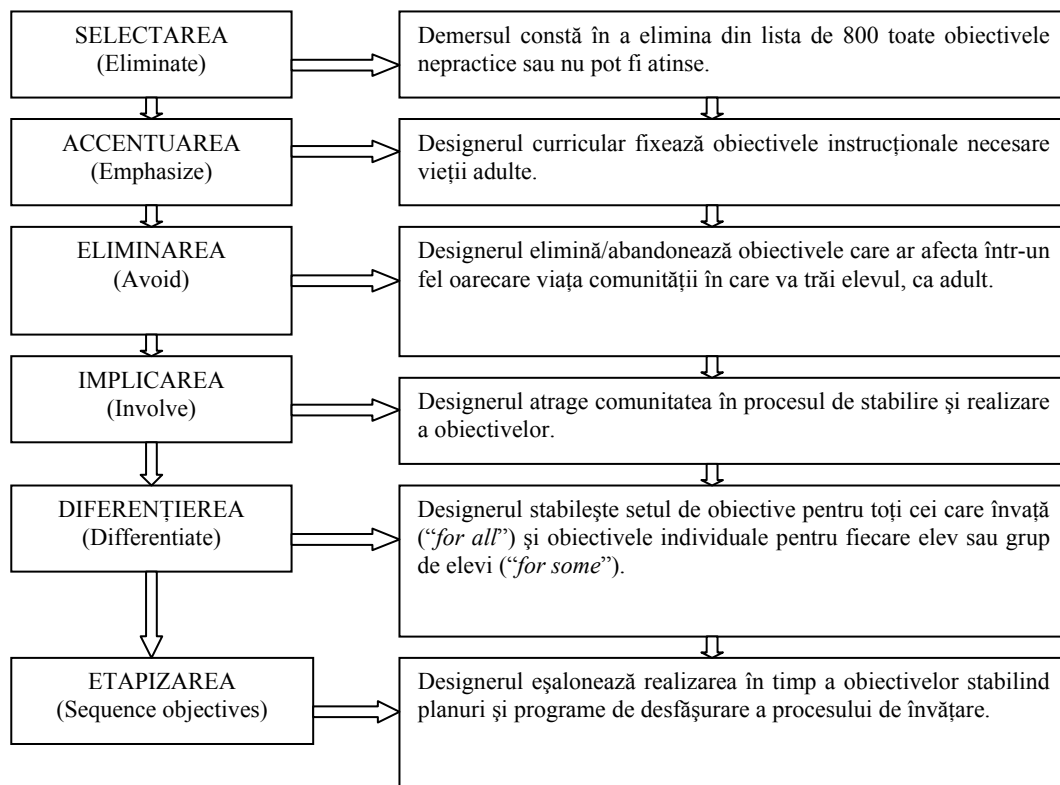 SELECTAREA
(Eliminate)
Demersul constă în a elimina din lista de 800 toate obiectivele
nepractice sau nu pot fi atinse.
ACCENTUAREA
(Emphasize)
Designerul curricular fixează obiectivele instrucționale necesare
vieții adulte.
ELIMINAREA
(Avoid)
Designerul elimină/abandonează obiectivele care ar afecta într-un
fel oarecare viața comunității în care va trăi elevul, ca adult.
IMPLICAREA
(Involve)
Designerul atrage comunitatea în procesul de stabilire şi realizare
a obiectivelor.
DIFERENȚIEREA
(Differentiate)
Designerul stabileşte setul de obiective pentru toți cei care învață
(“for all”) şi obiectivele individuale pentru fiecare elev sau grup
de elevi (“for some”).
ETAPIZAREA
(Sequence objectives)
Designerul eşalonează realizarea în timp a obiectivelor stabilind
planuri şi programe de desfăşurare a procesului de învățare.